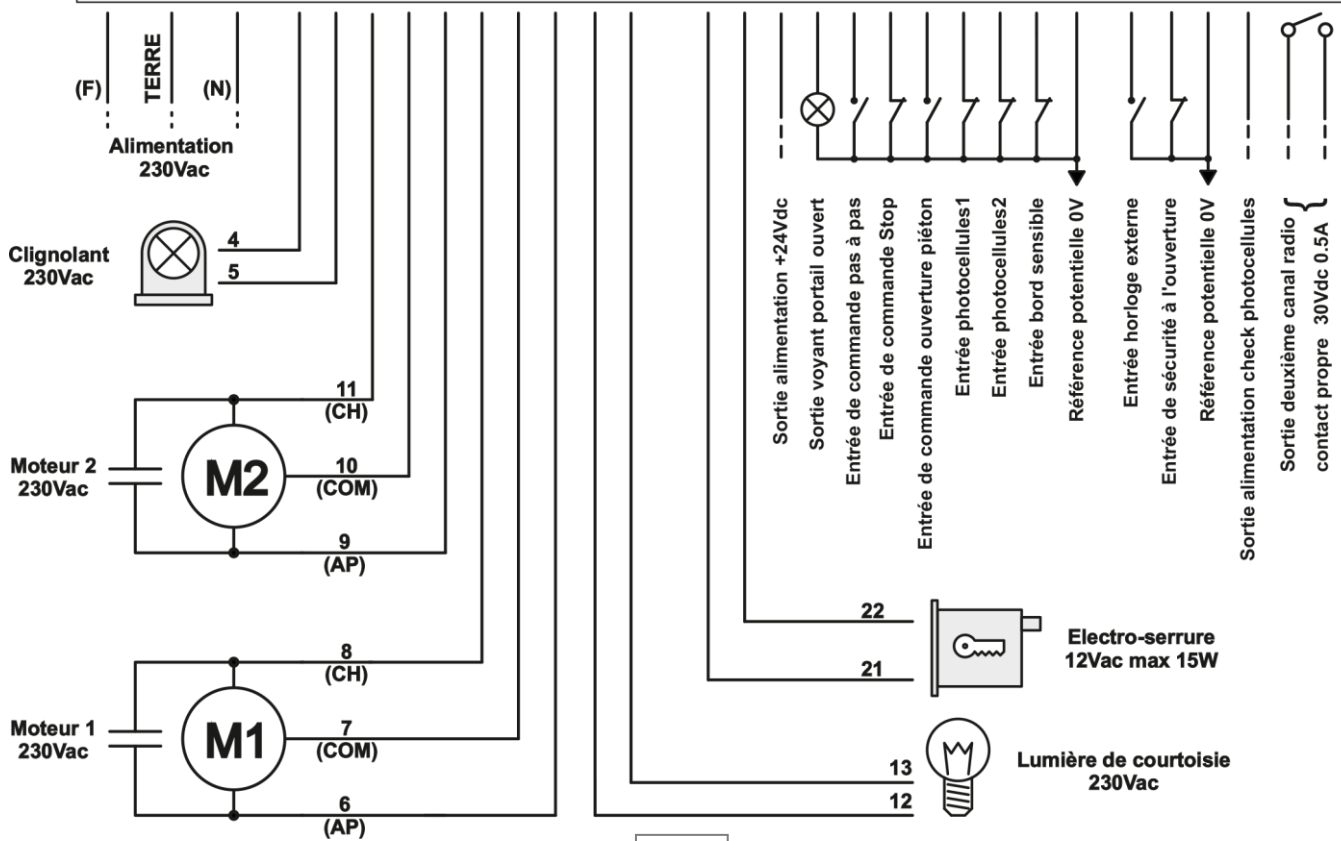 (F)
TERRE
(N)
Alimentation
230Vac
Clignolant
230Vac
4
5
11
(CH)
Moteur 2
230Vac
M2
10
(COM)
9
(AP)
8
(CH)
Moteur 1
230Vac
M1
7
(COM)
6
(AP)
Sortie alimentation +24Vdc
Sortie voyant portail ouvert
Entrée de commande pas à pas
Entrée de commande Stop
Entrée de commande ouverture piéton
Entrée photocellules1
Entrée photocellules2
Entrée bord sensible
Référence potentielle 0V
Entrée horloge externe
Entrée de sécurité à l'ouverture
Référence potentielle 0V
Sortie alimentation check photocellules
Sortie deuxième canal radio
contact propre 30Vdc 0.5A
22
21
Electro-serrure
12Vac max 15W
13
12
Lumière de courtoisie
230Vac